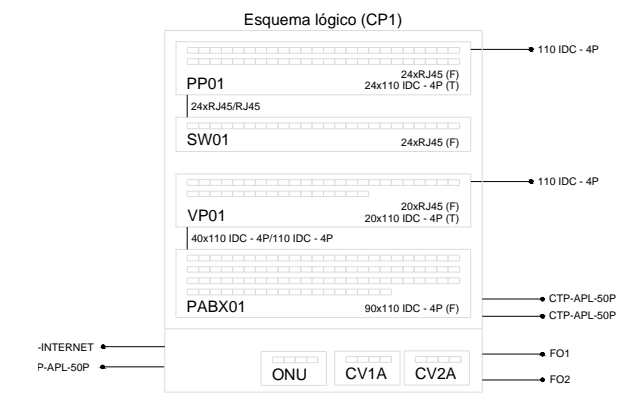 Esquema lógico (CP1)
110 IDC - 4P
24xRJ45 (F)
PP01
24x110 IDC - 4P (T)
24xRJ45/RJ45
SW01
24xRJ45 (F)
110 IDC - 4P
20xRJ45 (F)
VP01
20x110 IDC - 4P (T)
40x110 IDC - 4P/110 IDC - 4P
CTP-APL-50P
PABX01
90x110 IDC - 4P (F)
CTP-APL-50P
-INTERNET
FO1
P-APL-50P
ONU
CV1A
CV2A
FO2